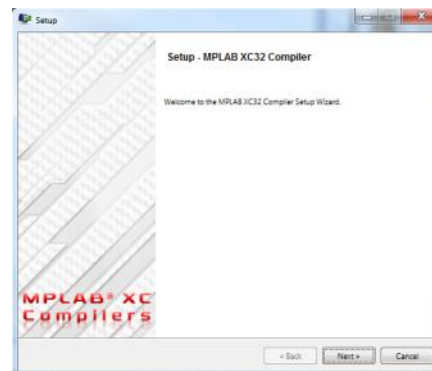 Setup
Setup - MPLAB XC32 Compiler
Welcome to the MPLAB XC32 Compiler Setup Wizard.
MPLAB® XC
Compilers
< Back
Next >
Cancel